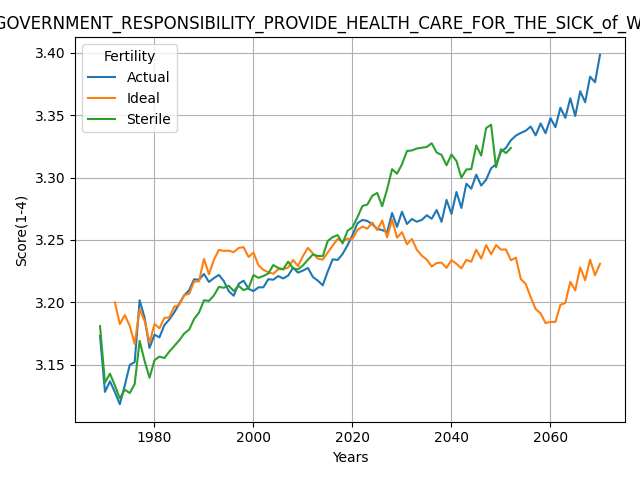 GOVERNMENT_RESPONSIBILITY_PROVIDE_HEALTH_CARE_FOR_THE_SICK_of_W
Fertility
Actual
Ideal
Sterile
3.40
3.35
3.30
3.25
3.20
3.15
Score(1-4)
1980 2000 2020 2040 2060
Years